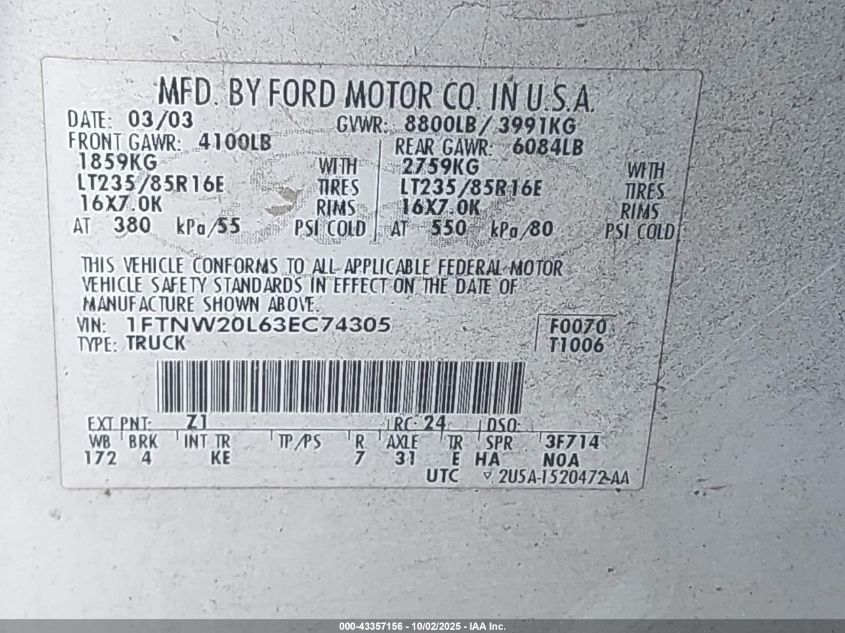 MFD. BY FORD MOTOR CO. IN U.S.A.
DATE: 03/03 GVWR: 8800LB/ 3991KG
FRONT GAWR: 4100LB REAR GAWR: 6084LB
1859KG WITH 2759KG WITH
LT235/85R16E TIRES LT235/85R16E TIRES
16X7.0K RIMS 16X7.0K RIMS
AT 380 kPa/55 PSI COLD AT 550 kPa/80 PSI COLD
THIS VEHICLE CONFORMS TO ALL APPLICABLE FEDERAL MOTOR
VEHICLE SAFETY STANDARDS IN EFFECT ON THE DATE OF
MANUFACTURE SHOWN ABOVE.
VIN: 1FTNW20L63EC74305 F0070
TYPE: TRUCK T1006
EXT PNT: Z1 RC: 24 DSO:
WB BRK INT TR TP/PS R AXLE TR SPR 3F714
172 4 KE 7 31 E HA NOA
UTC 2U5A-1520472-AA
000-43357156 - 10/02/2025 - IAA Inc.